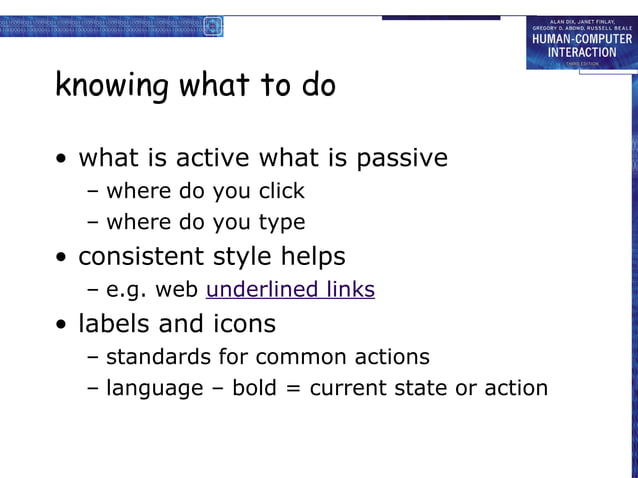 ALAN DIX, JANET FINLAY,
GREGORY D. ABOWD, RUSSELL BEALE
HUMAN-COMPUTER
INTERACTION
THIRD EDITION
knowing what to do
• what is active what is passive
– where do you click
– where do you type
• consistent style helps
– e.g. web underlined links
• labels and icons
– standards for common actions
– language – bold = current state or action